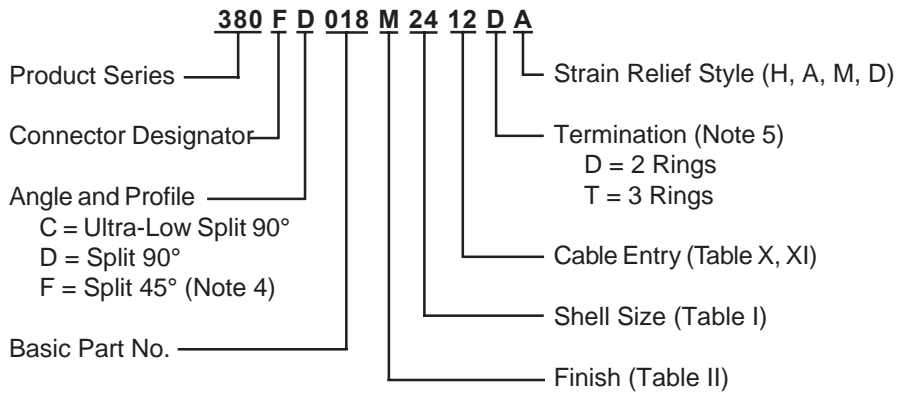 380 F D 018 M 24 12 D A
Product Series
Connector Designator
Angle and Profile
C = Ultra-Low Split 90°
D = Split 90°
F = Split 45° (Note 4)
Basic Part No.
Strain Relief Style (H, A, M, D)
Termination (Note 5)
D = 2 Rings
T = 3 Rings
Cable Entry (Table X, XI)
Shell Size (Table I)
Finish (Table II)